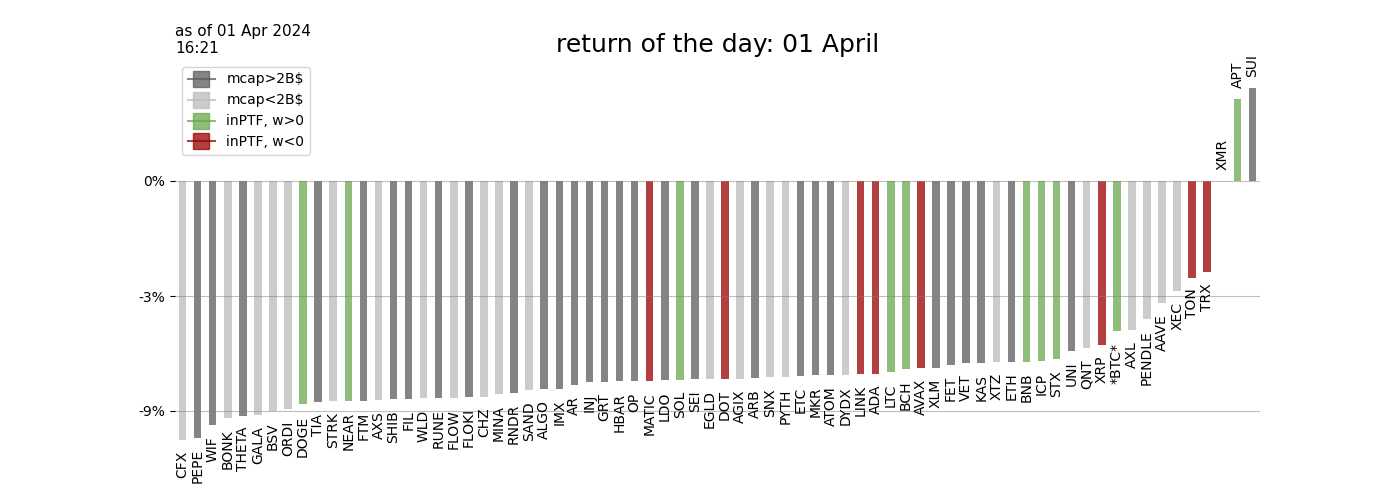 as of 01 Apr 2024
16:21
return of the day: 01 April
mcap>2B$
mcap<2B$
inPTF, w>0
inPTF, w<0
0%
-3%
-9%
CFX
PEPE
WIF
BONK
THETA
GALA
BSV
ORDI
DOGE
TIA
STRK
NEAR
FTM
AXS
SHIB
FIL
WLD
RUNE
FLOW
FLOKI
CHZ
MINA
RNDR
SAND
ALGO
IMX
AR
INJ
GRT
HBAR
OP
MATIC
LDO
SOL
SEI
EGLD
DOT
AGIX
ARB
SNX
PYTH
ETC
MKR
ATOM
DYDX
LINK
ADA
LTC
BCH
AVAX
XLM
FET
VET
KAS
XTZ
ETH
BNB
ICP
STX
UNI
QNT
XRP
*BTC*
AXL
PENDLE
AAVE
XEC
TON
TRX
XMR
APT
SUI